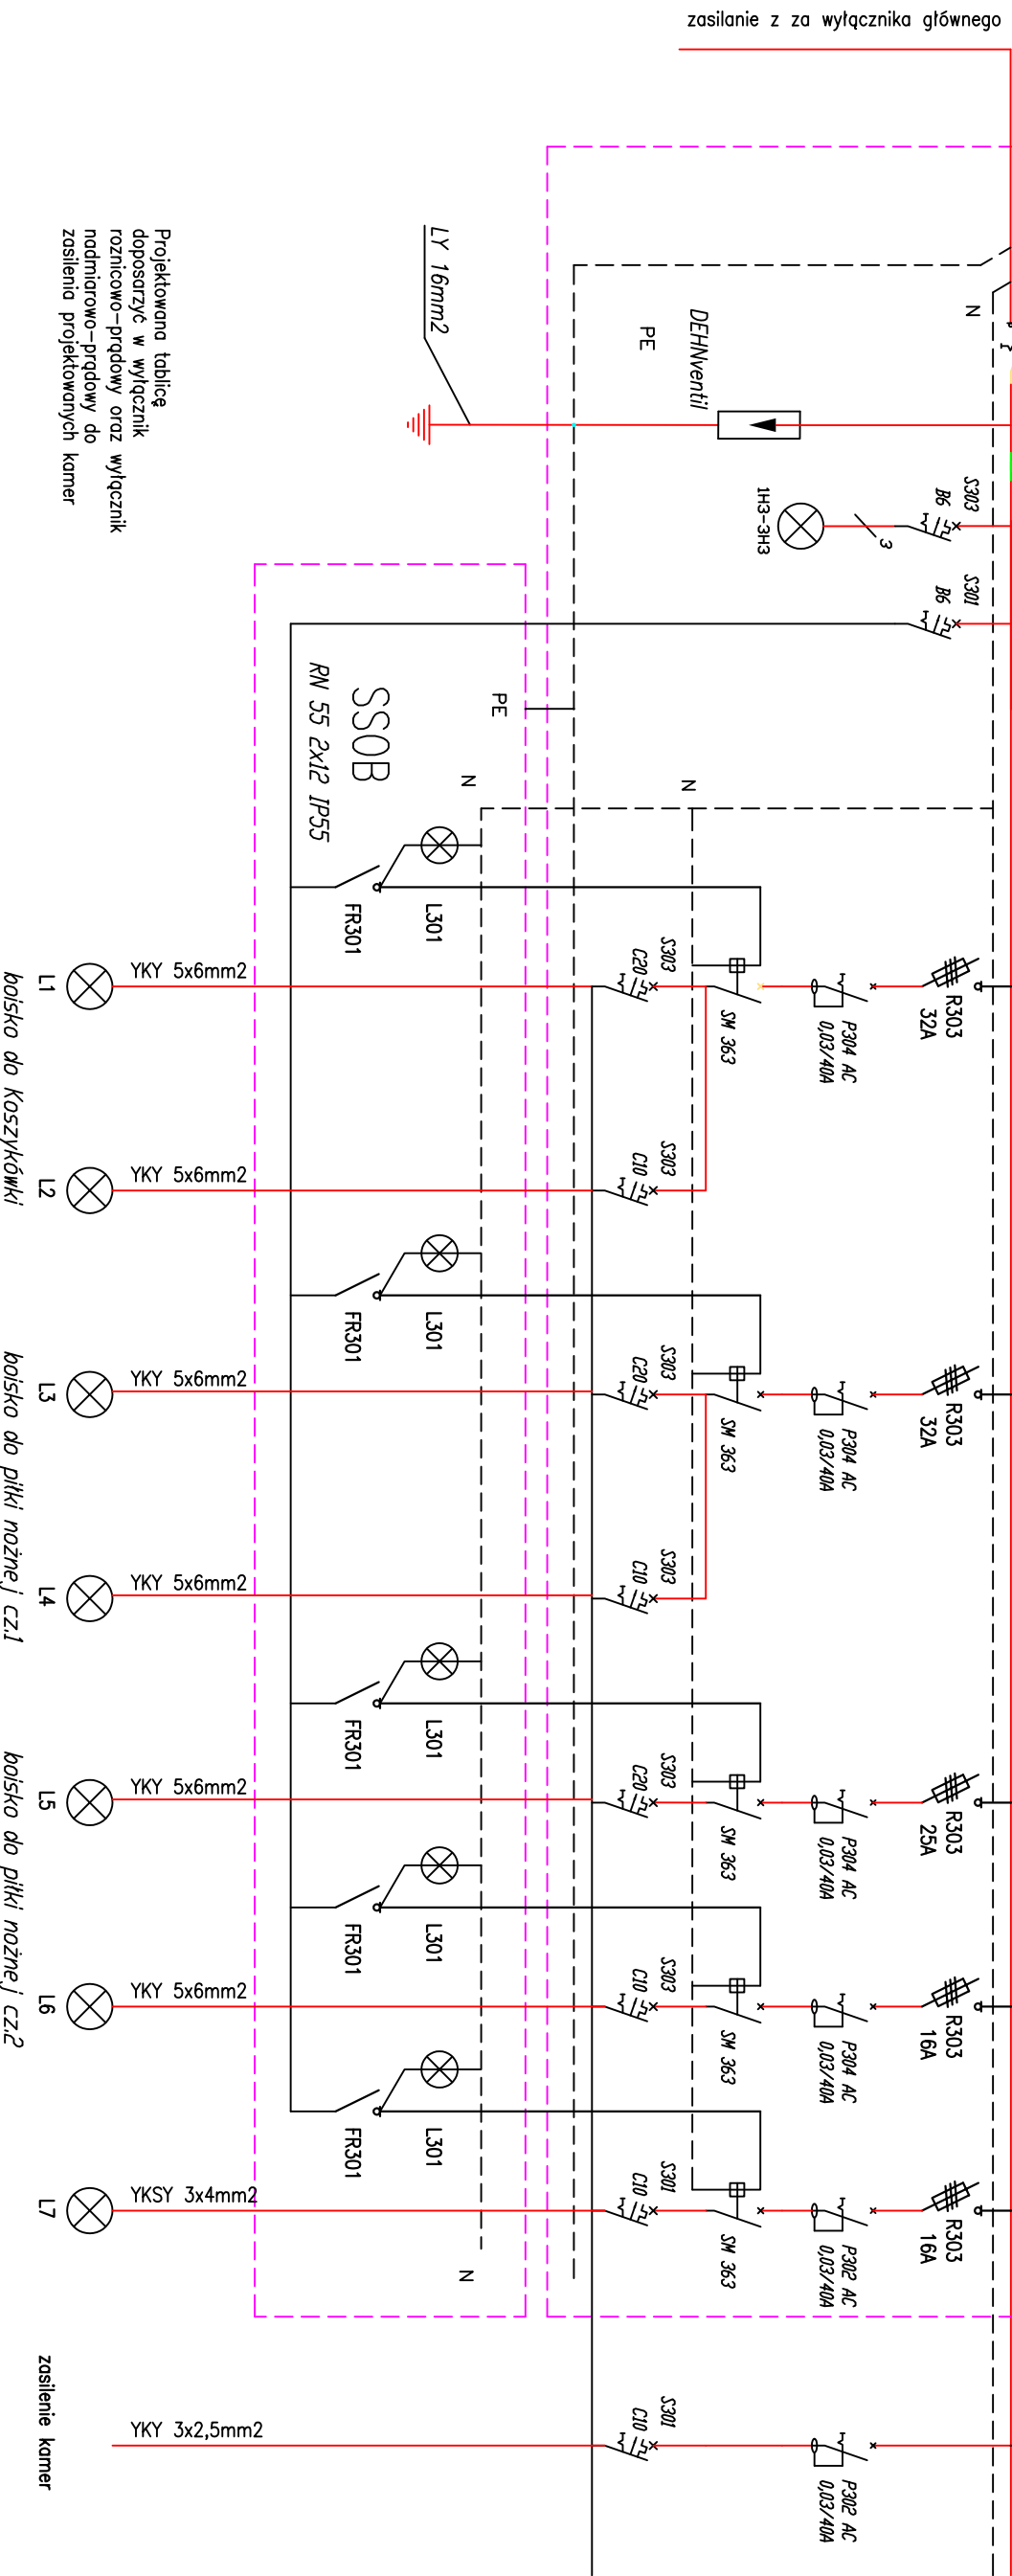 zasilanie z za wyłącznika głównego
N
PE
DEHNventil
LY 16mm2
Projektowana tablicę
doposarzyć w wyłącznik
roznicowo-prądowy oraz wyłącznik
nadmiarowo-prądowy do
zasilenia projektowanych kamer
S303
B6
3
1H3-3H3
S301
B6
PE
SSOB
RN 55 2x12 IP55
N
N
L301
FR301
R303
32A
P304 AC
0,03/40A
SM 363
S303
C20
YKY 5x6mm2
L1
S303
C10
YKY 5x6mm2
L2
boisko do Koszykówki
L301
FR301
R303
32A
P304 AC
0,03/40A
SM 363
S303
C20
YKY 5x6mm2
L3
S303
C10
YKY 5x6mm2
L4
boisko do piłki nożnej cz.1
L301
FR301
R303
25A
P304 AC
0,03/40A
SM 363
S303
C20
YKY 5x6mm2
L5
L301
FR301
R303
16A
P304 AC
0,03/40A
SM 363
S303
C10
YKY 5x6mm2
L6
boisko do piłki nożnej cz.2
L301
FR301
R303
16A
P302 AC
0,03/40A
SM 363
S301
C10
YKSY 3x4mm2
L7
N
P302 AC
0,03/40A
S301
C10
YKY 3x2,5mm2
zasilenie kamer